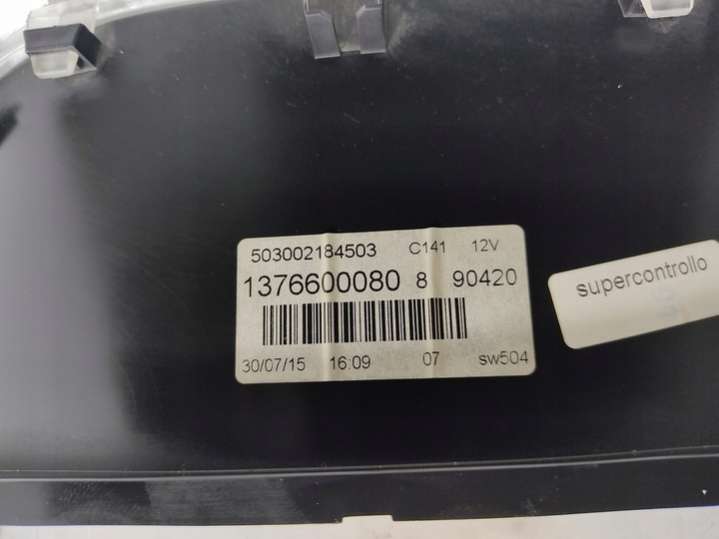 503002184503 C141 12V
1376600080 8 90420
30/07/15 16:09 07 sw504
supercontrollo